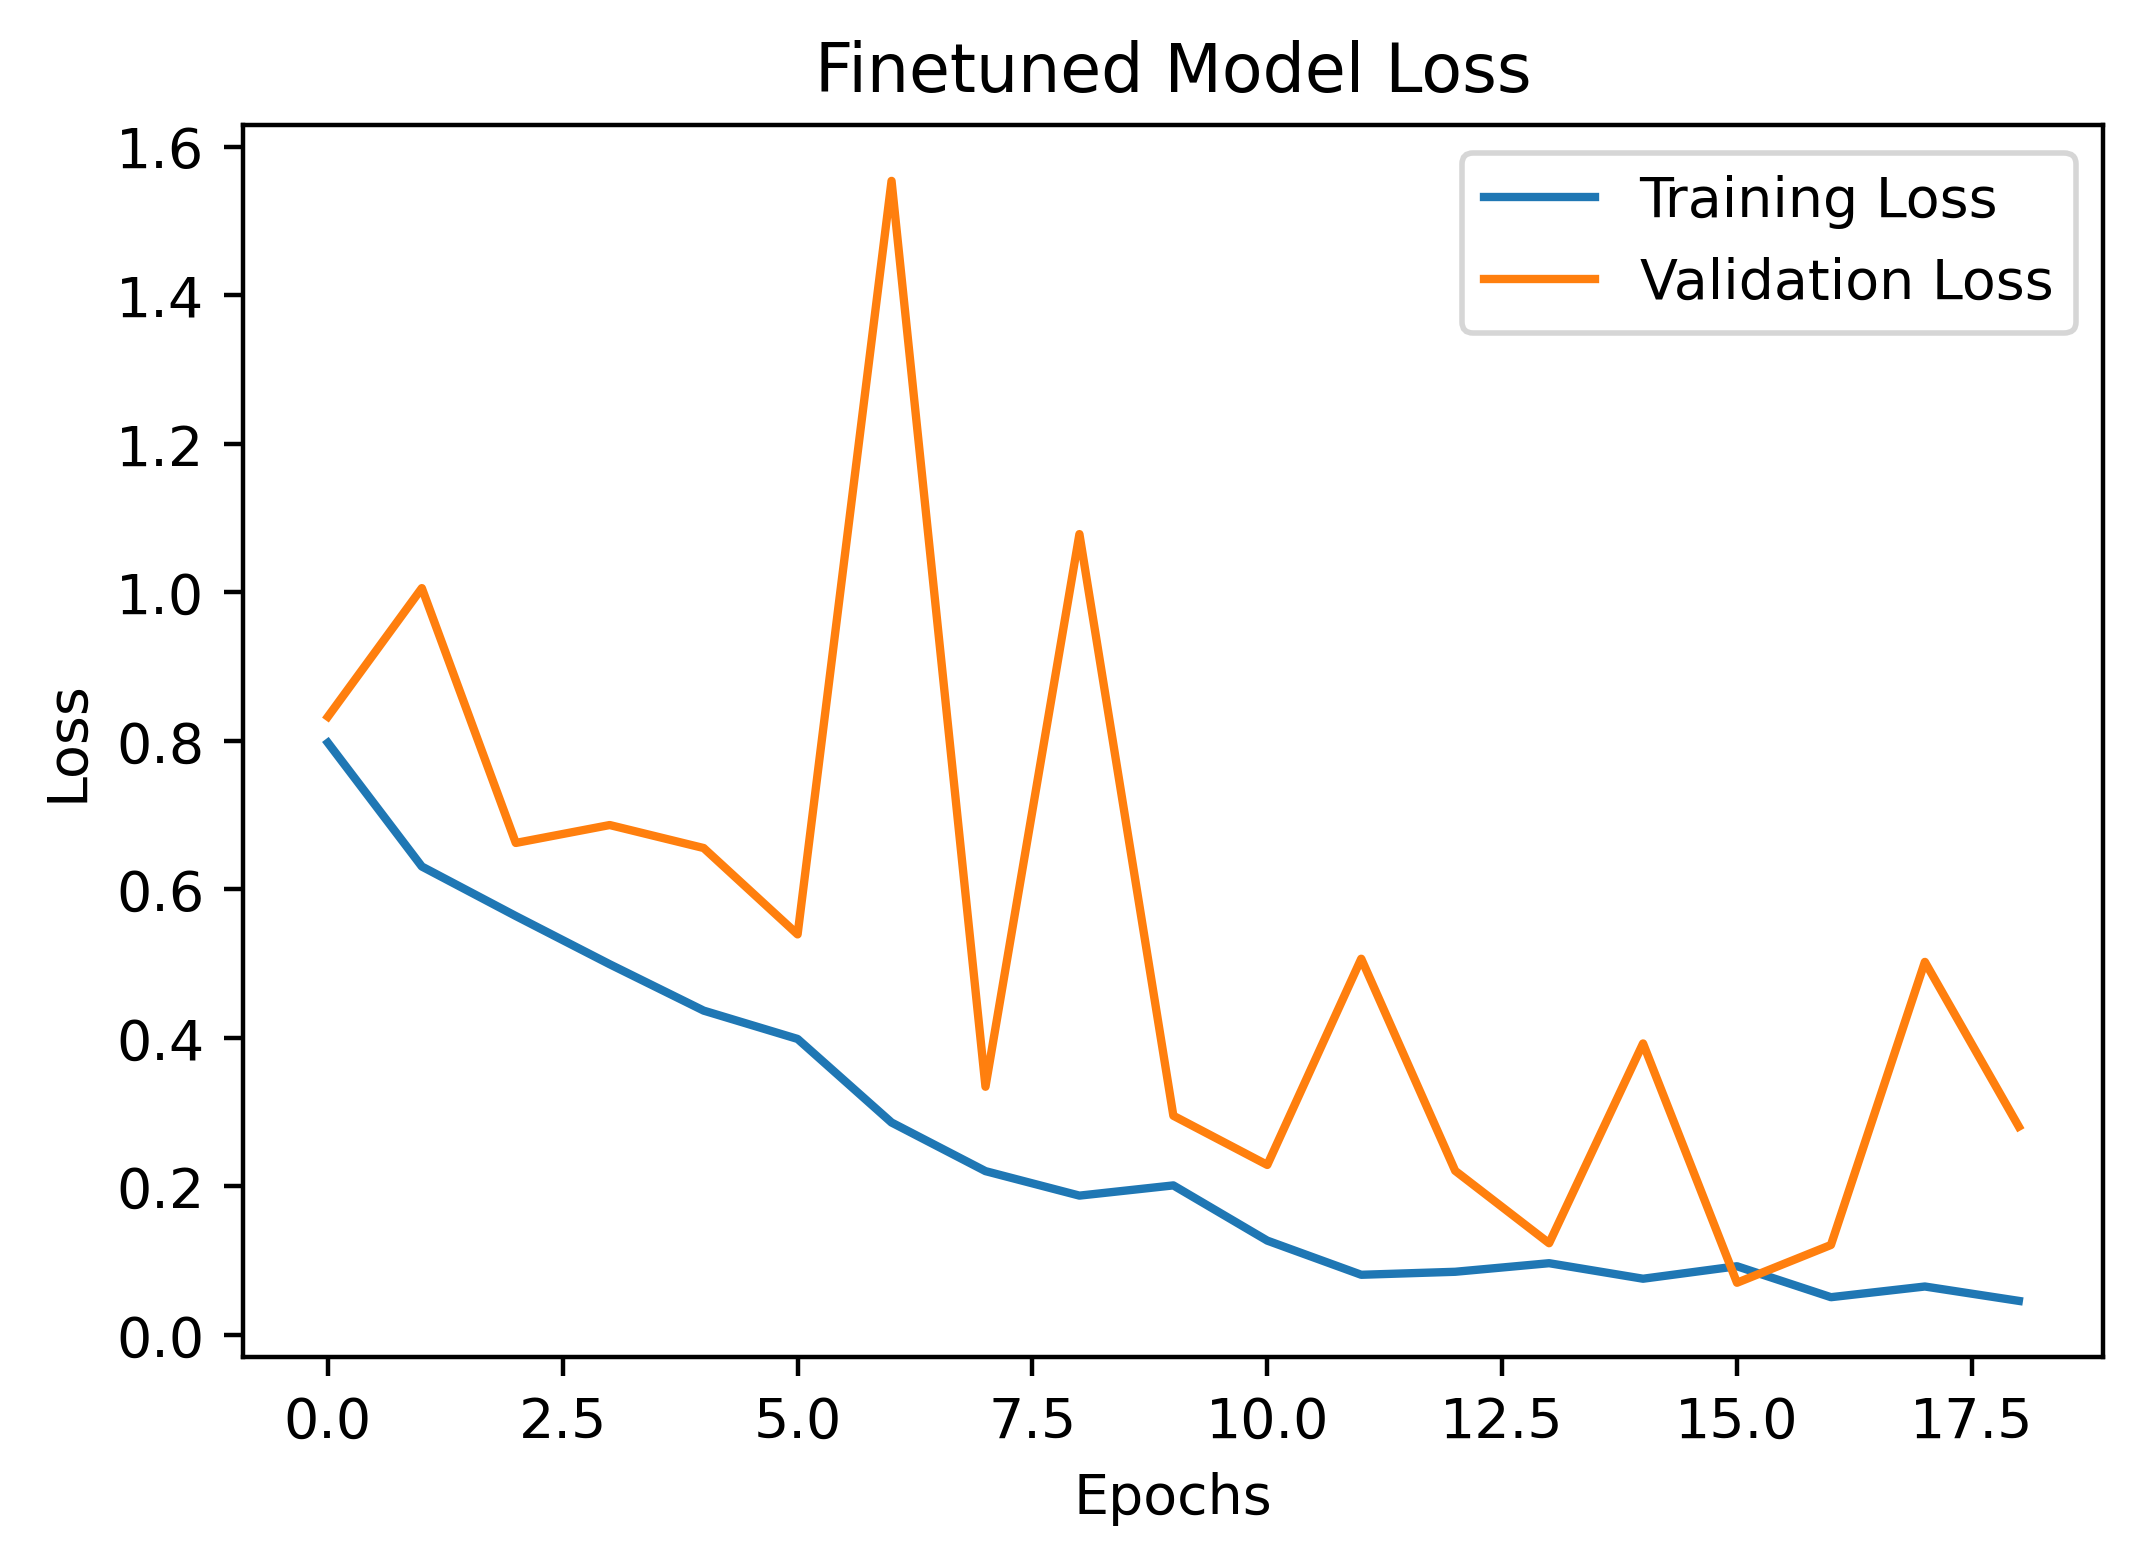 Finetuned Model Loss
1.6
1.4
1.2
1.0
0.8
0.6
0.4
0.2
0.0
Loss
Training Loss
Validation Loss
0.0 2.5 5.0 7.5 10.0 12.5 15.0 17.5
Epochs